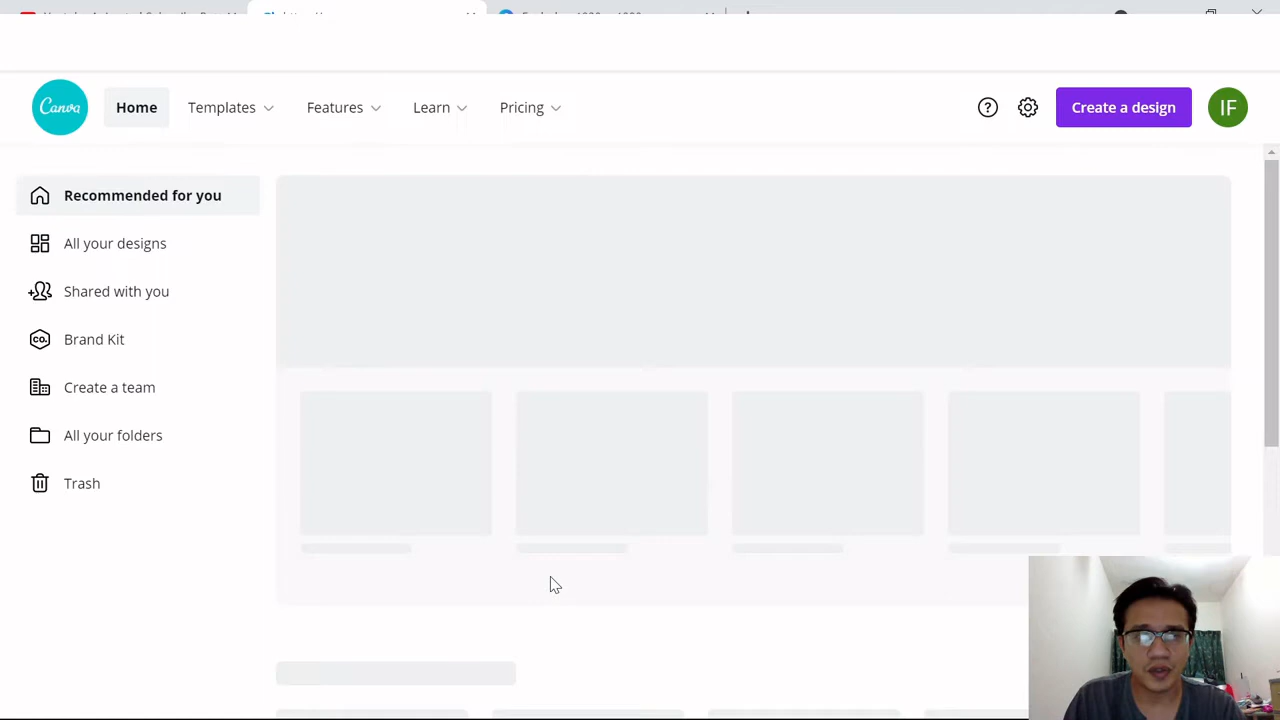 Canva
Home
Templates
Features
Learn
Pricing
?
Create a design
IF
Recommended for you
All your designs
Shared with you
CO.
Brand Kit
Create a team
All your folders
Trash